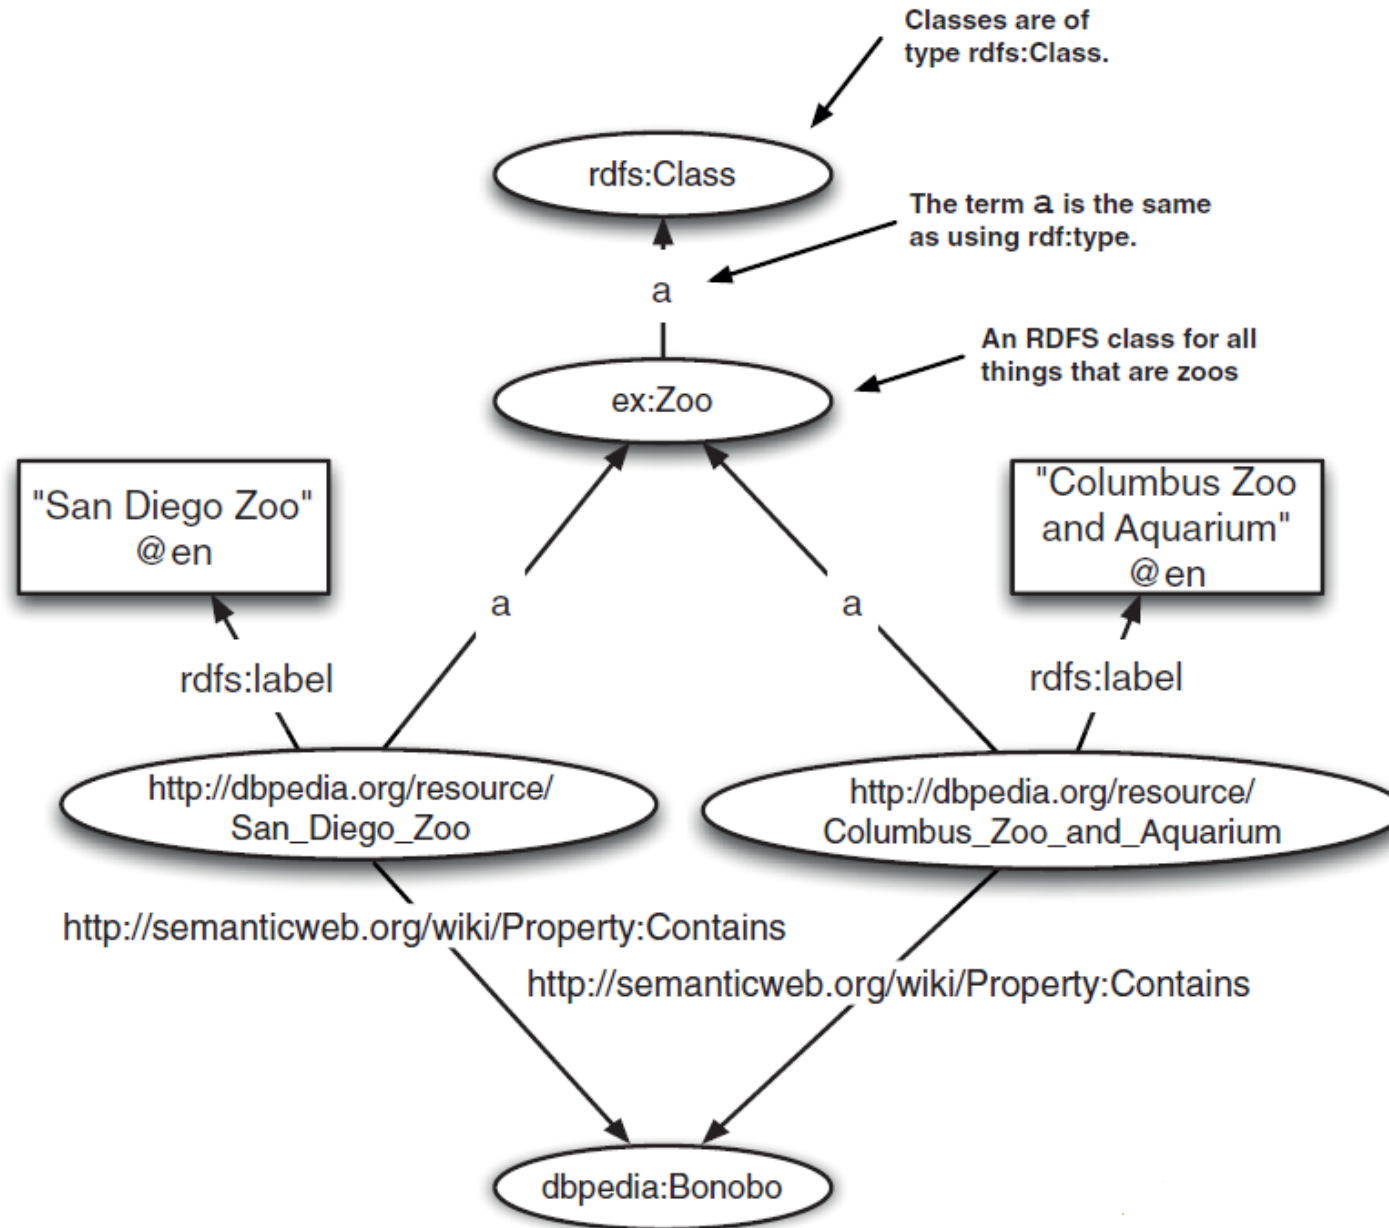 Classes are of
type rdfs:Class.
rdfs:Class
The term a is the same
as using rdf:type.
a
An RDFS class for all
things that are zoos
ex:Zoo
"San Diego Zoo"
@en
"Columbus Zoo
and Aquarium"
@en
a
a
rdfs:label
rdfs:label
http://dbpedia.org/resource/
San_Diego_Zoo
http://dbpedia.org/resource/
Columbus_Zoo_and_Aquarium
http://semanticweb.org/wiki/Property:Contains
http://semanticweb.org/wiki/Property:Contains
dbpedia:Bonobo